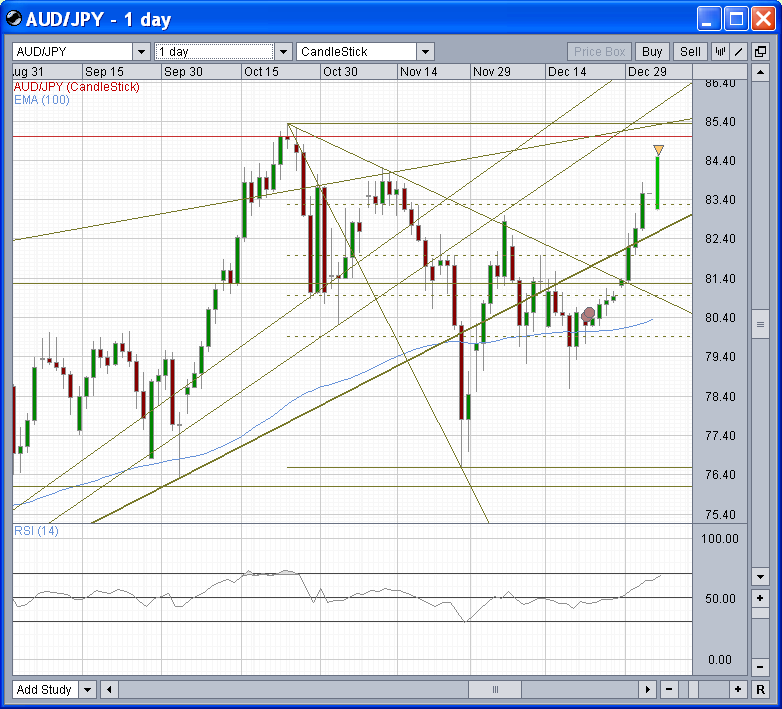 AUD/JPY - 1 day
AUD/JPY 1 day CandleStick Price Box Buy Sell
ug 31 Sep 15 Sep 30 Oct 15 Oct 30 Nov 14 Nov 29 Dec 14 Dec 29
AUD/JPY (CandleStick)
EMA (100)
86.40
85.40
84.40
83.40
82.40
81.40
80.40
79.40
78.40
77.40
76.40
75.40
RSI (14)
100.00
50.00
0.00
Add Study R